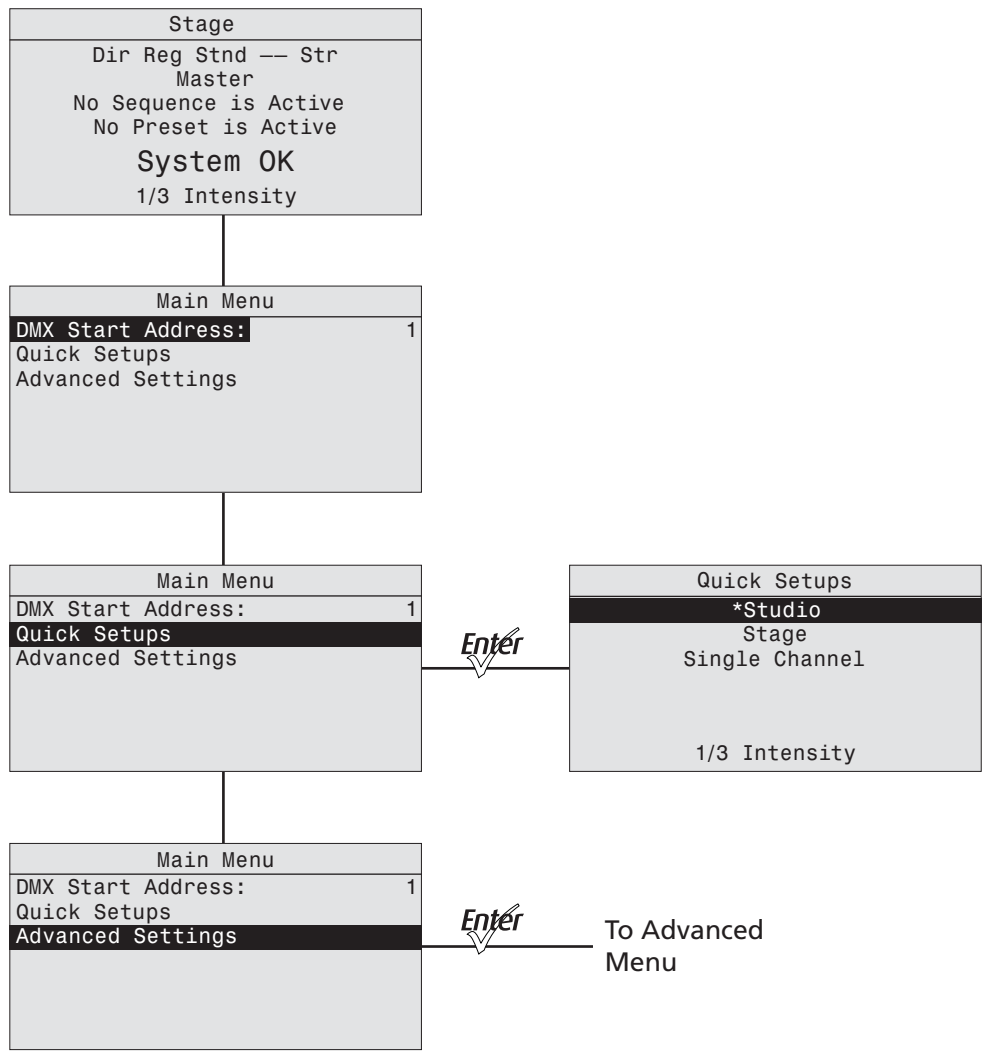 Stage
Dir Reg Stnd –– Str
Master
No Sequence is Active
No Preset is Active
System OK
1/3 Intensity
Main Menu
DMX Start Address: 1
Quick Setups
Advanced Settings
Main Menu
DMX Start Address: 1
Quick Setups
Advanced Settings
Enter
Quick Setups
*Studio
Stage
Single Channel
1/3 Intensity
Main Menu
DMX Start Address: 1
Quick Setups
Advanced Settings
Enter
To Advanced
Menu